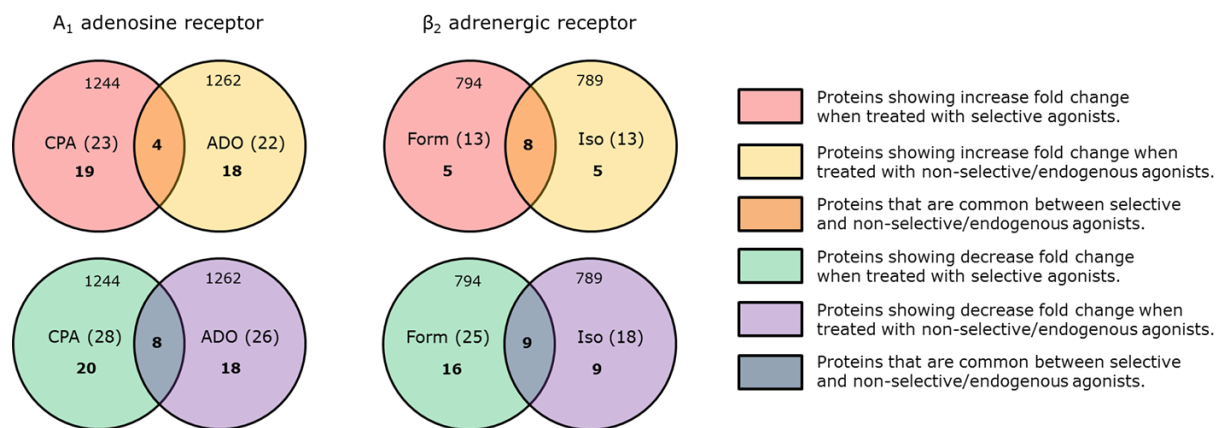 A₁ adenosine receptor
β₂ adrenergic receptor
1244
1262
CPA (23)
4
ADO (22)
19
18
794
789
Form (13)
8
Iso (13)
5
5
1244
1262
CPA (28)
8
ADO (26)
20
18
794
789
Form (25)
9
Iso (18)
16
9
Proteins showing increase fold change
when treated with selective agonists.
Proteins showing increase fold change when
treated with non-selective/endogenous agonists.
Proteins that are common between selective
and non-selective/endogenous agonists.
Proteins showing decrease fold change
when treated with selective agonists.
Proteins showing decrease fold change when
treated with non-selective/endogenous agonists.
Proteins that are common between selective
and non-selective/endogenous agonists.